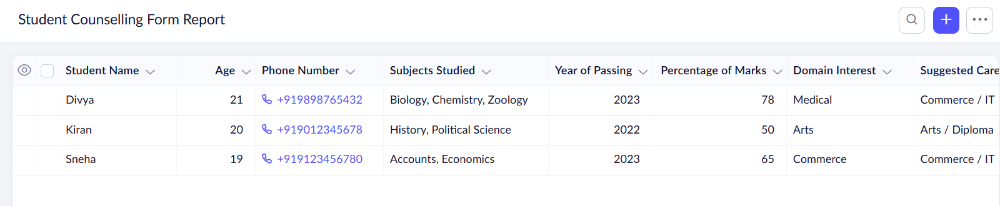 Student Counselling Form Report
Student Name Age Phone Number Subjects Studied Year of Passing Percentage of Marks Domain Interest Suggested Care
Divya 21 +919898765432 Biology, Chemistry, Zoology 2023 78 Medical Commerce / IT
Kiran 20 +919012345678 History, Political Science 2022 50 Arts Arts / Diploma
Sneha 19 +919123456780 Accounts, Economics 2023 65 Commerce Commerce / IT